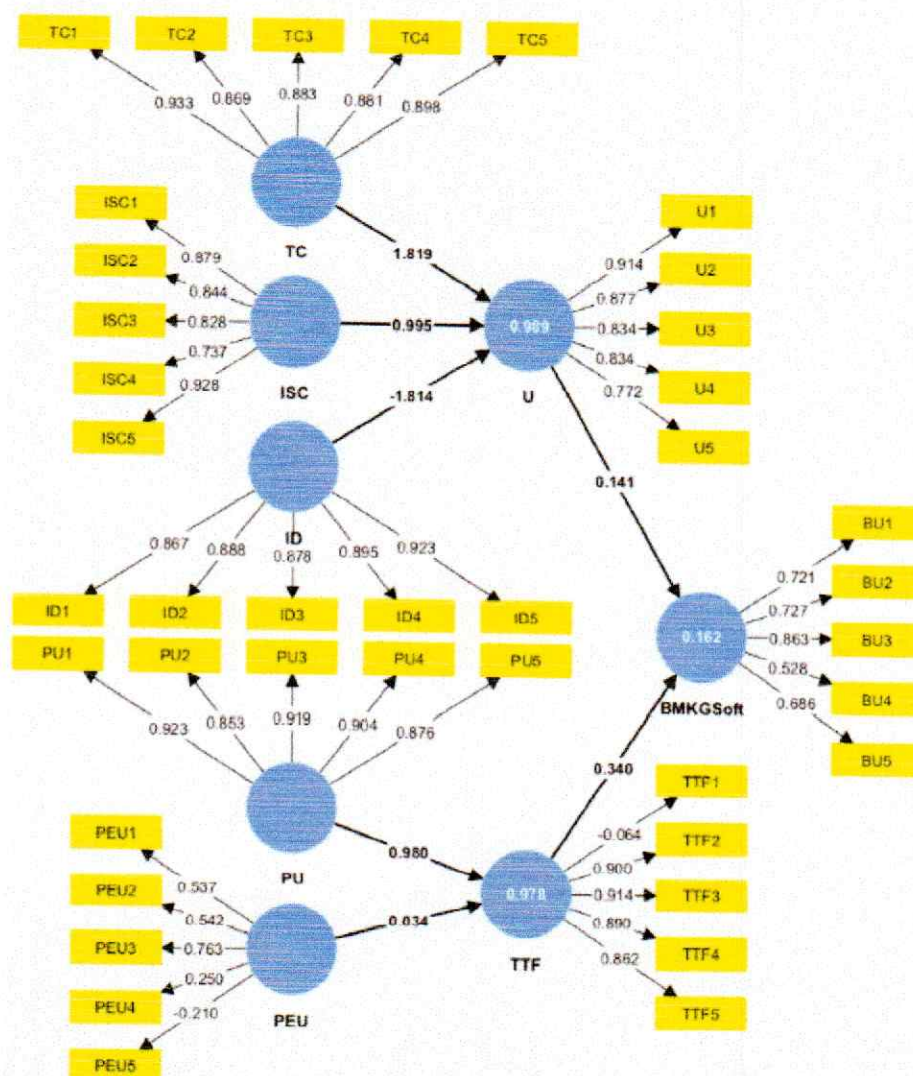 TC1 TC2 TC3 TC4 TC5
0.933 0.869 0.883 0.881 0.898
TC
ISC1
ISC2
ISC3
ISC4
ISC5
0.879
0.844
0.828
0.737
0.928
ISC
1.819
0.995
-1.814
0.989
U
U1
U2
U3
U4
U5
0.914
0.877
0.834
0.834
0.772
ID
0.867 0.888 0.878 0.895 0.923
ID1 ID2 ID3 ID4 ID5
PU1 PU2 PU3 PU4 PU5
0.923 0.853 0.919 0.904 0.876
PU
0.141
0.162
BMKGSoft
BU1
BU2
BU3
BU4
BU5
0.721
0.727
0.863
0.528
0.686
0.340
PEU1
PEU2
PEU3
PEU4
PEU5
0.537
0.542
0.763
0.250
-0.210
PEU
0.980
0.034
0.978
TTF
TTF1
TTF2
TTF3
TTF4
TTF5
-0.064
0.900
0.914
0.890
0.862